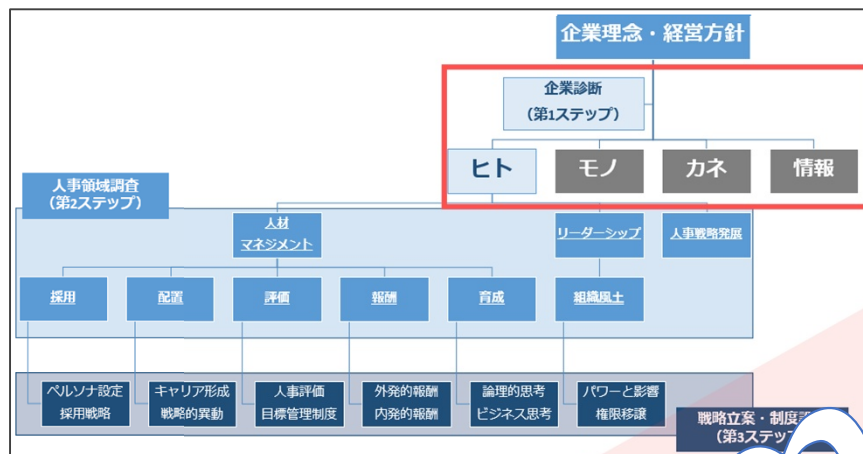 企業理念・経営方針
企業診断
(第1ステップ)
ヒト
モノ
カネ
情報
人事領域調査
(第2ステップ)
人材
マネジメント
リーダーシップ
人事戦略発展
採用
配置
評価
報酬
育成
組織風土
ペルソナ設定
採用戦略
キャリア形成
戦略的異動
人事評価
目標管理制度
外発的報酬
内発的報酬
論理的思考
ビジネス思考
パワーと影響
権限移譲
戦略立案・制度
(第3ステップ